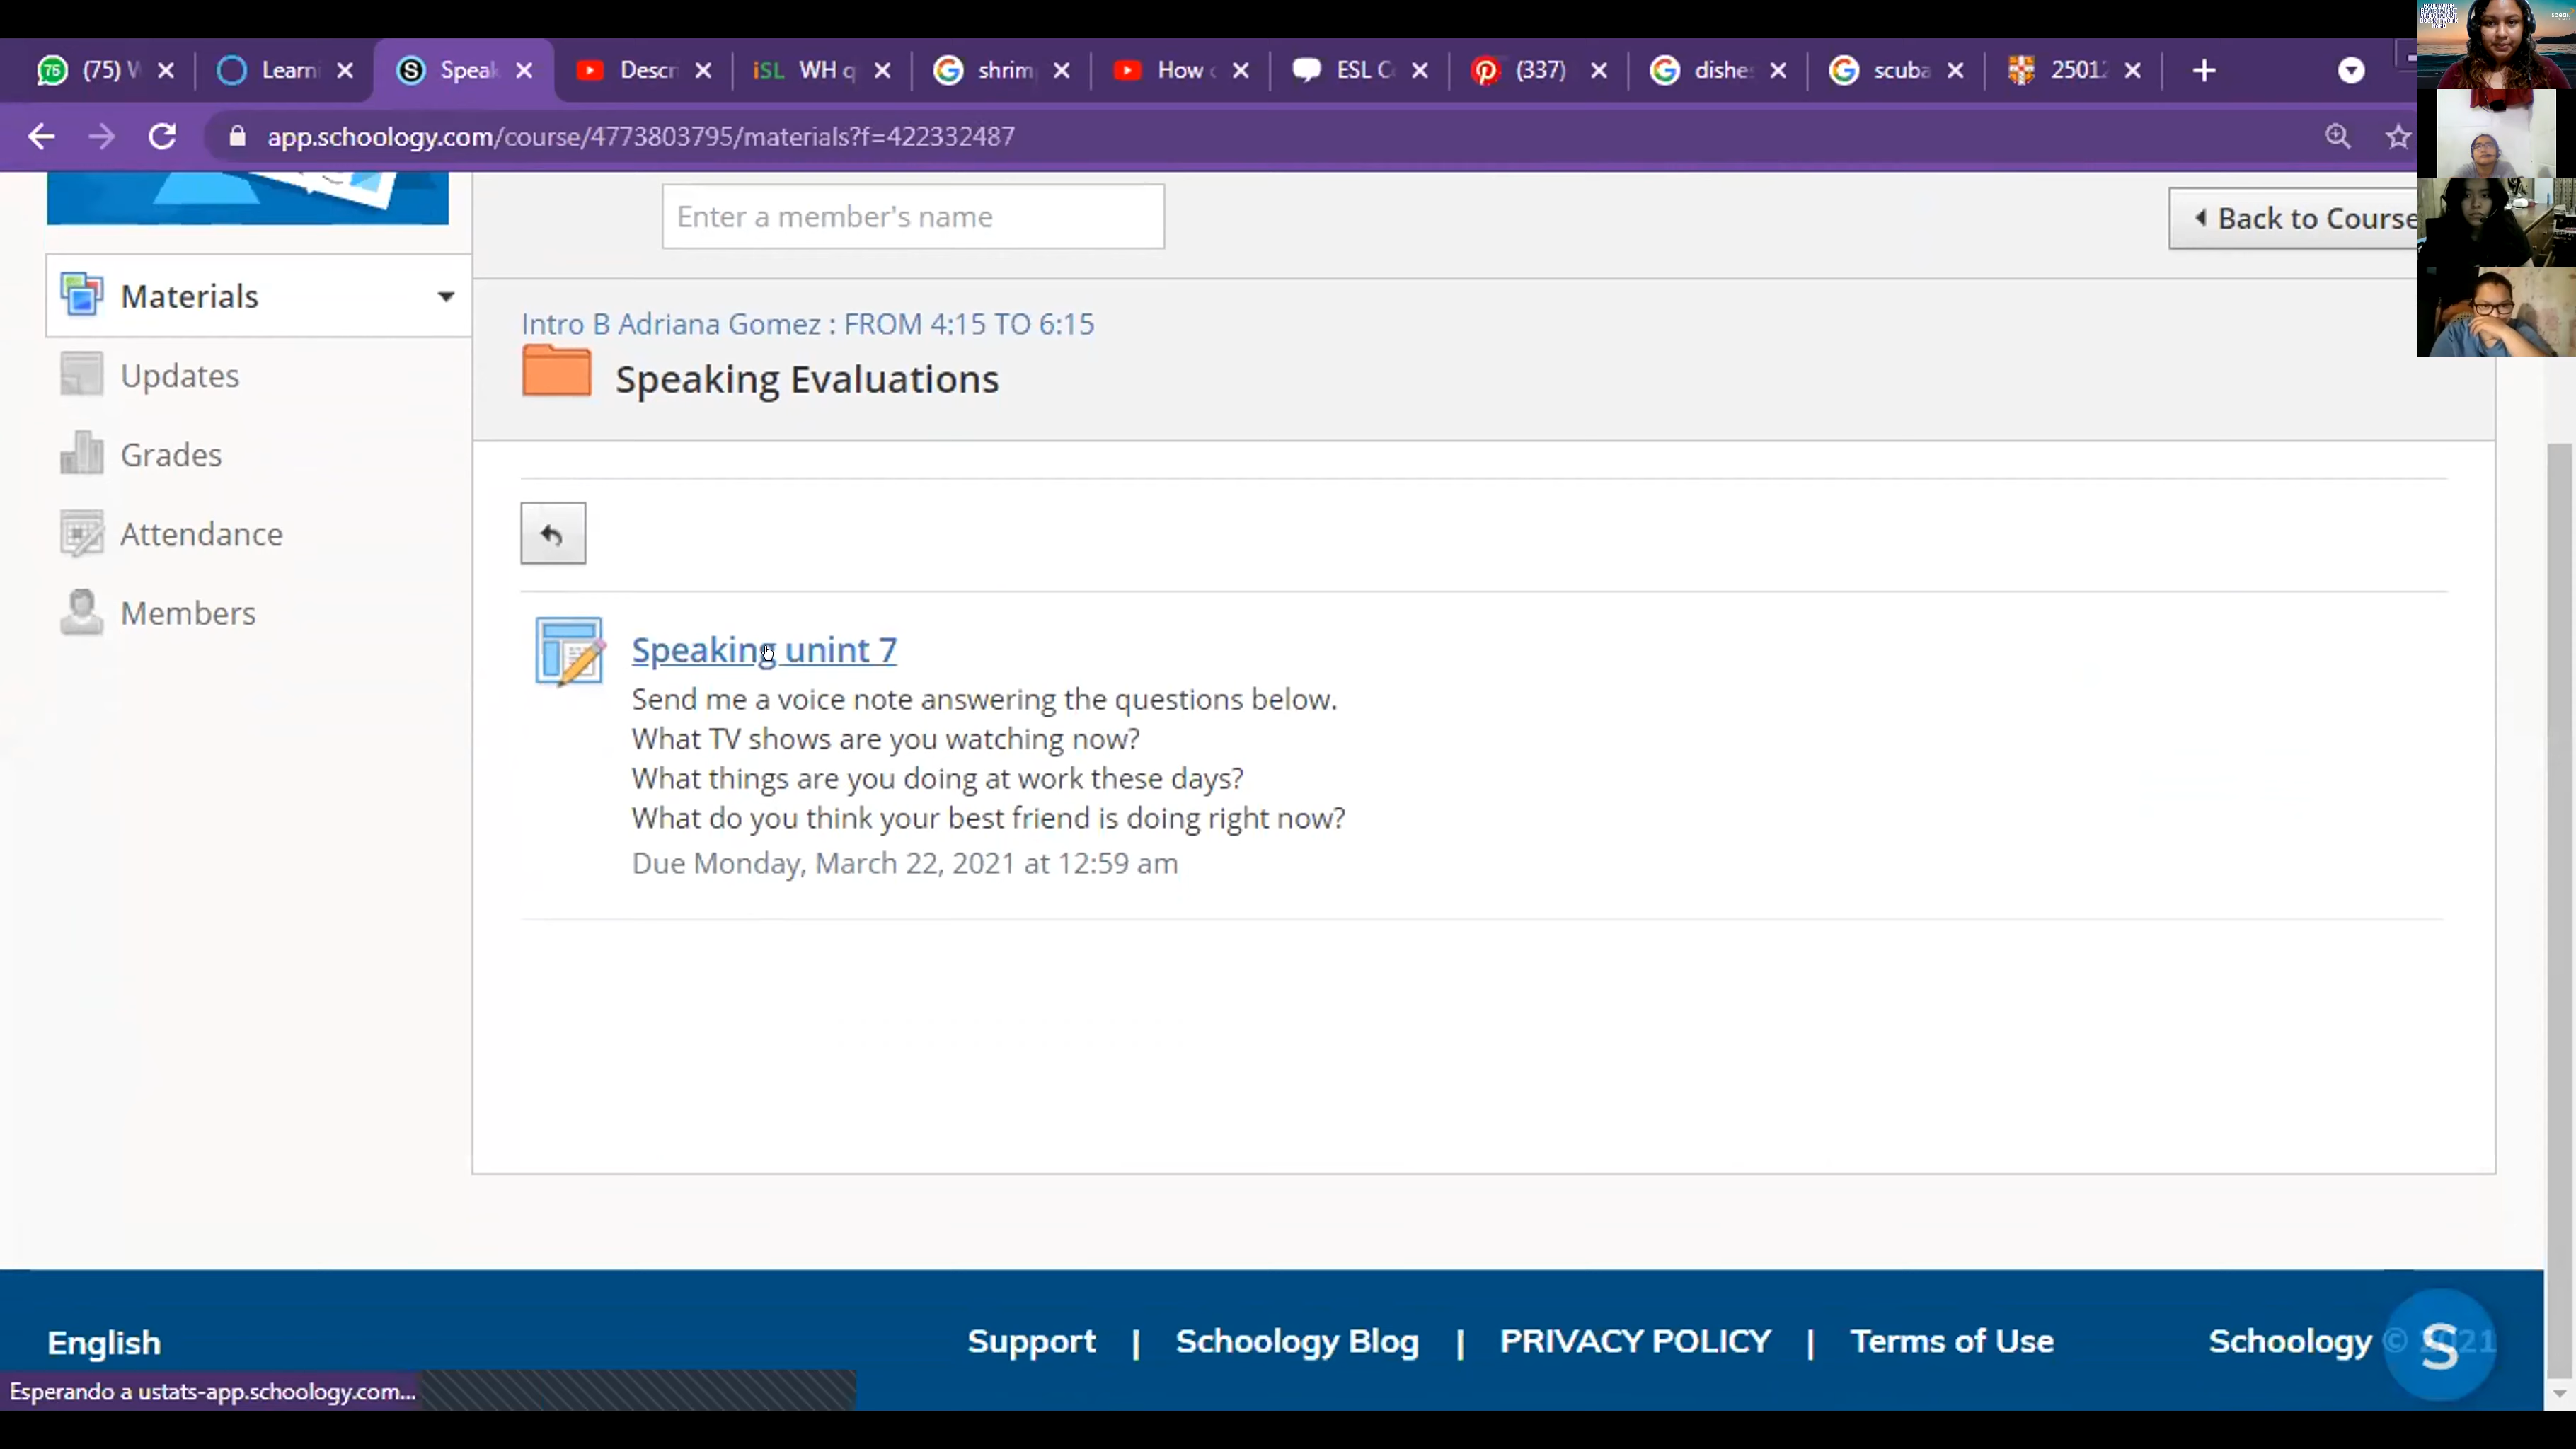 (75) W
Learni
Speak
Descr
iSL WH q
shrim
How
ESL C
(337)
dishe
scuba
2501
app.schoology.com/course/4773803795/materials?f=422332487
Enter a member's name
Back to Course
Materials
Updates
Grades
Attendance
Members
Intro B Adriana Gomez : FROM 4:15 TO 6:15
Speaking Evaluations
Speaking unint 7
Send me a voice note answering the questions below.
What TV shows are you watching now?
What things are you doing at work these days?
What do you think your best friend is doing right now?
Due Monday, March 22, 2021 at 12:59 am
English
Support | Schoology Blog | PRIVACY POLICY | Terms of Use
Schoology © 2021
S
Esperando a ustats-app.schoology.com...